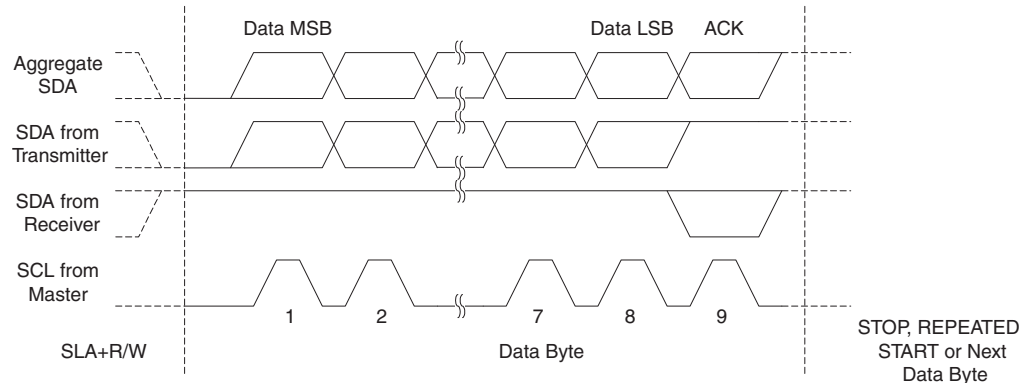 Data MSB
Data LSB
ACK
Aggregate
SDA
SDA from
Transmitter
SDA from
Receiver
SCL from
Master
1
2
7
8
9
SLA+R/W
Data Byte
STOP, REPEATED
START or Next
Data Byte